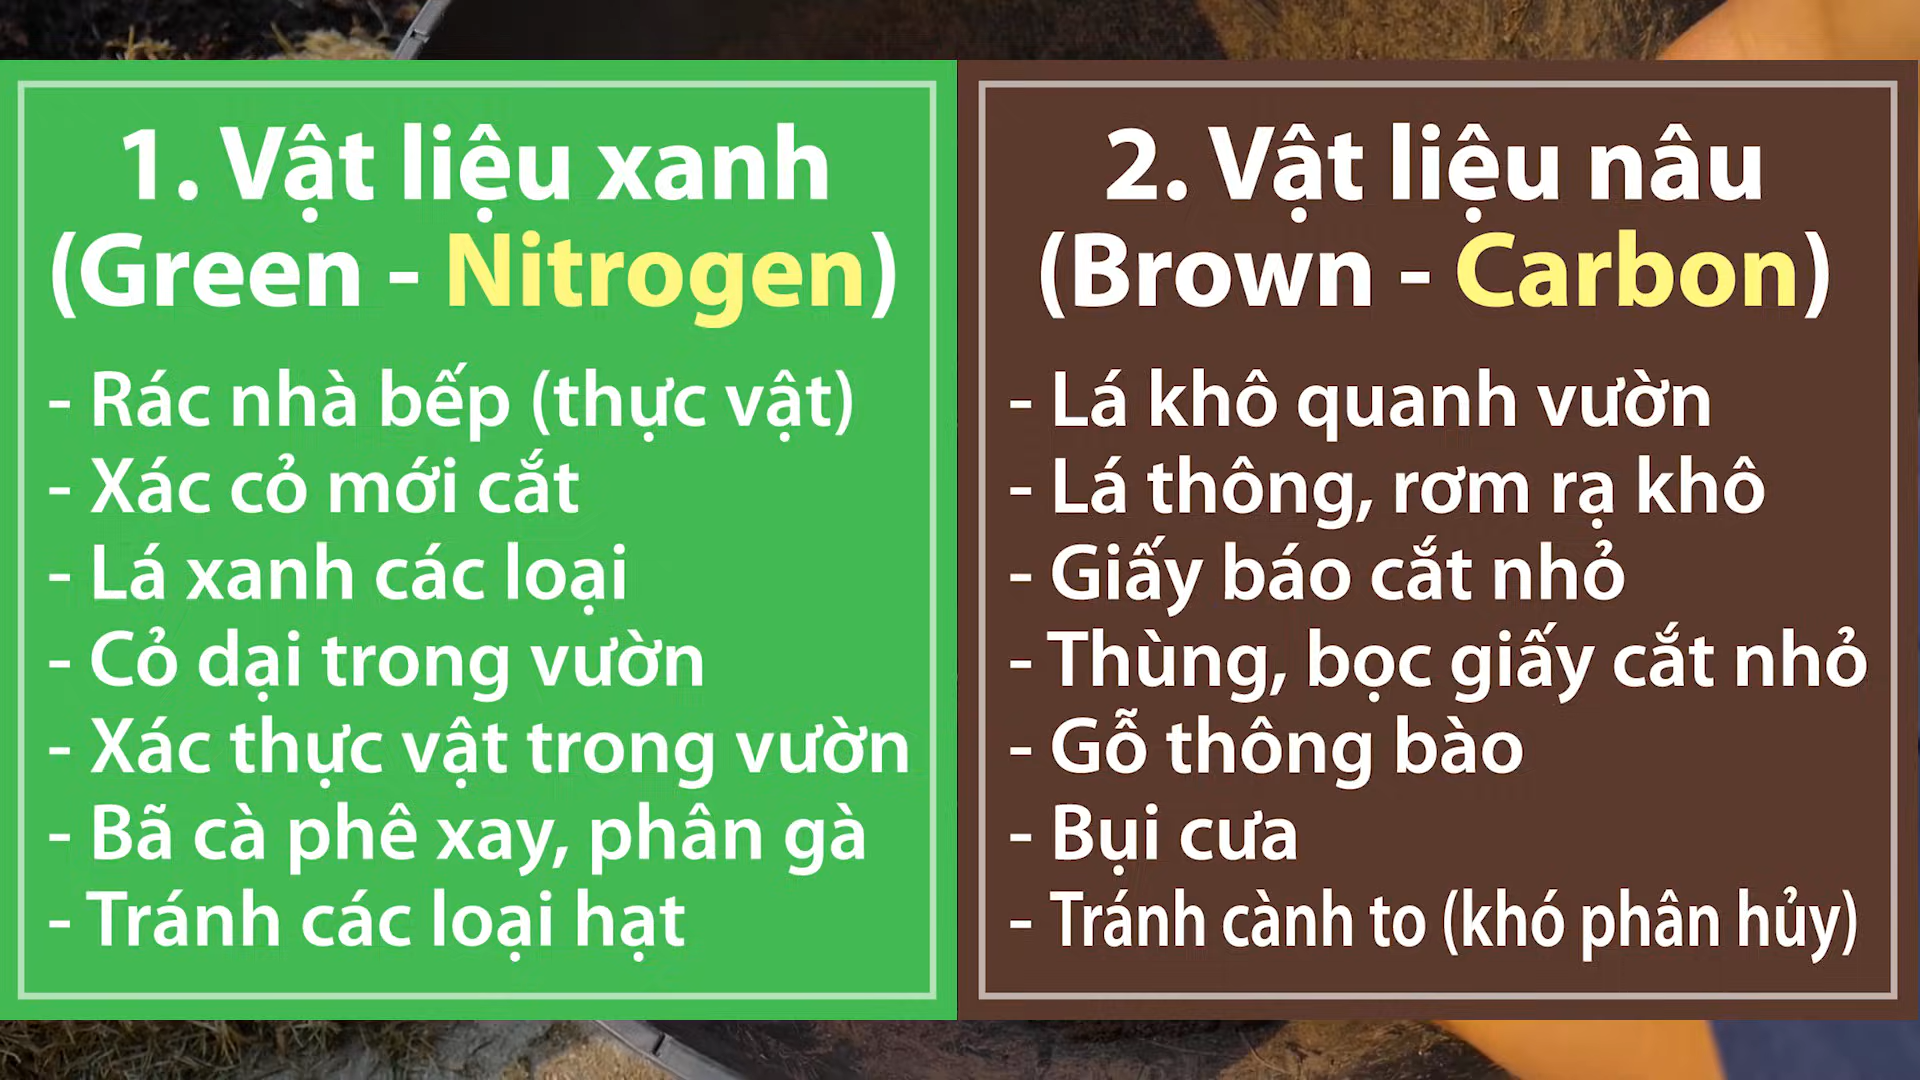 1. Vật liệu xanh
(Green - Nitrogen)
- Rác nhà bếp (thực vật)
- Xác cỏ mới cắt
- Lá xanh các loại
- Cỏ dại trong vườn
- Xác thực vật trong vườn
- Bã cà phê xay, phân gà
- Tránh các loại hạt
2. Vật liệu nâu
(Brown - Carbon)
- Lá khô quanh vườn
- Lá thông, rơm rạ khô
- Giấy báo cắt nhỏ
- Thùng, bọc giấy cắt nhỏ
- Gỗ thông bào
- Bụi cưa
- Tránh cành to (khó phân hủy)